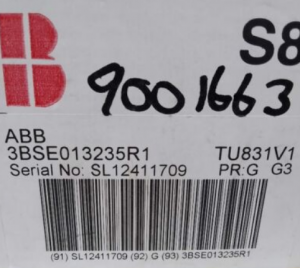 B
S8
9001663
ABB
3BSE013235R1 TU831V1
Serial No: SL12411709 PR:G G3
(91) SL12411709 (92) G (93) 3BSE013235R1